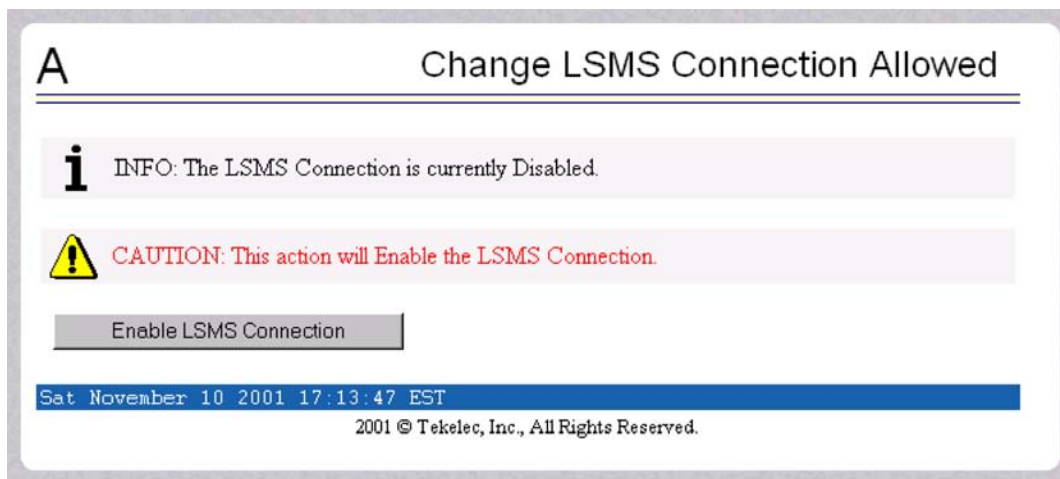 A
Change LSMS Connection Allowed
i INFO: The LSMS Connection is currently Disabled.
! CAUTION: This action will Enable the LSMS Connection.
Enable LSMS Connection
Sat November 10 2001 17:13:47 EST
2001 © Tekelec, Inc., All Rights Reserved.